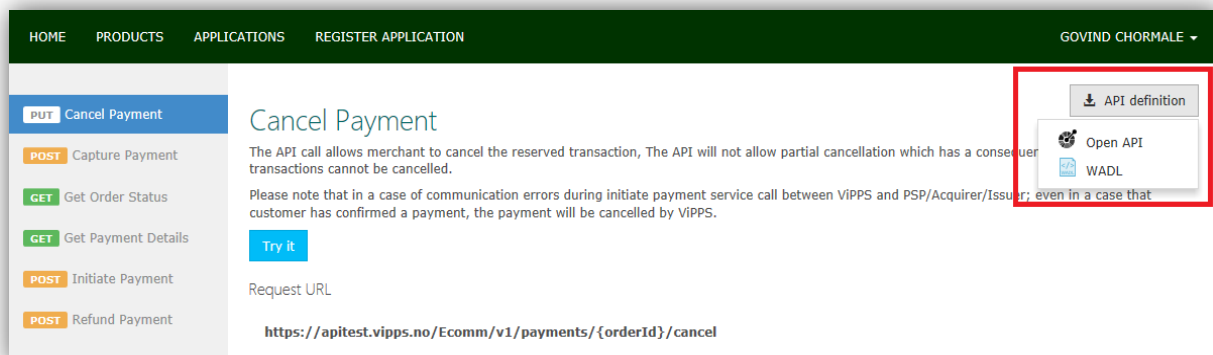 HOME PRODUCTS APPLICATIONS REGISTER APPLICATION GOVIND CHORMALE
PUT Cancel Payment
POST Capture Payment
GET Get Order Status
GET Get Payment Details
POST Initiate Payment
POST Refund Payment
API definition
Open API
WADL
Cancel Payment
The API call allows merchant to cancel the reserved transaction, The API will not allow partial cancellation which has a
transactions cannot be cancelled.
Please note that in a case of communication errors during initiate payment service call between ViPPS and PSP/Acquirer/Issuer; even in a case that
customer has confirmed a payment, the payment will be cancelled by ViPPS.
Try it
Request URL
https://apitest.vipps.no/Ecomm/v1/payments/{orderId}/cancel